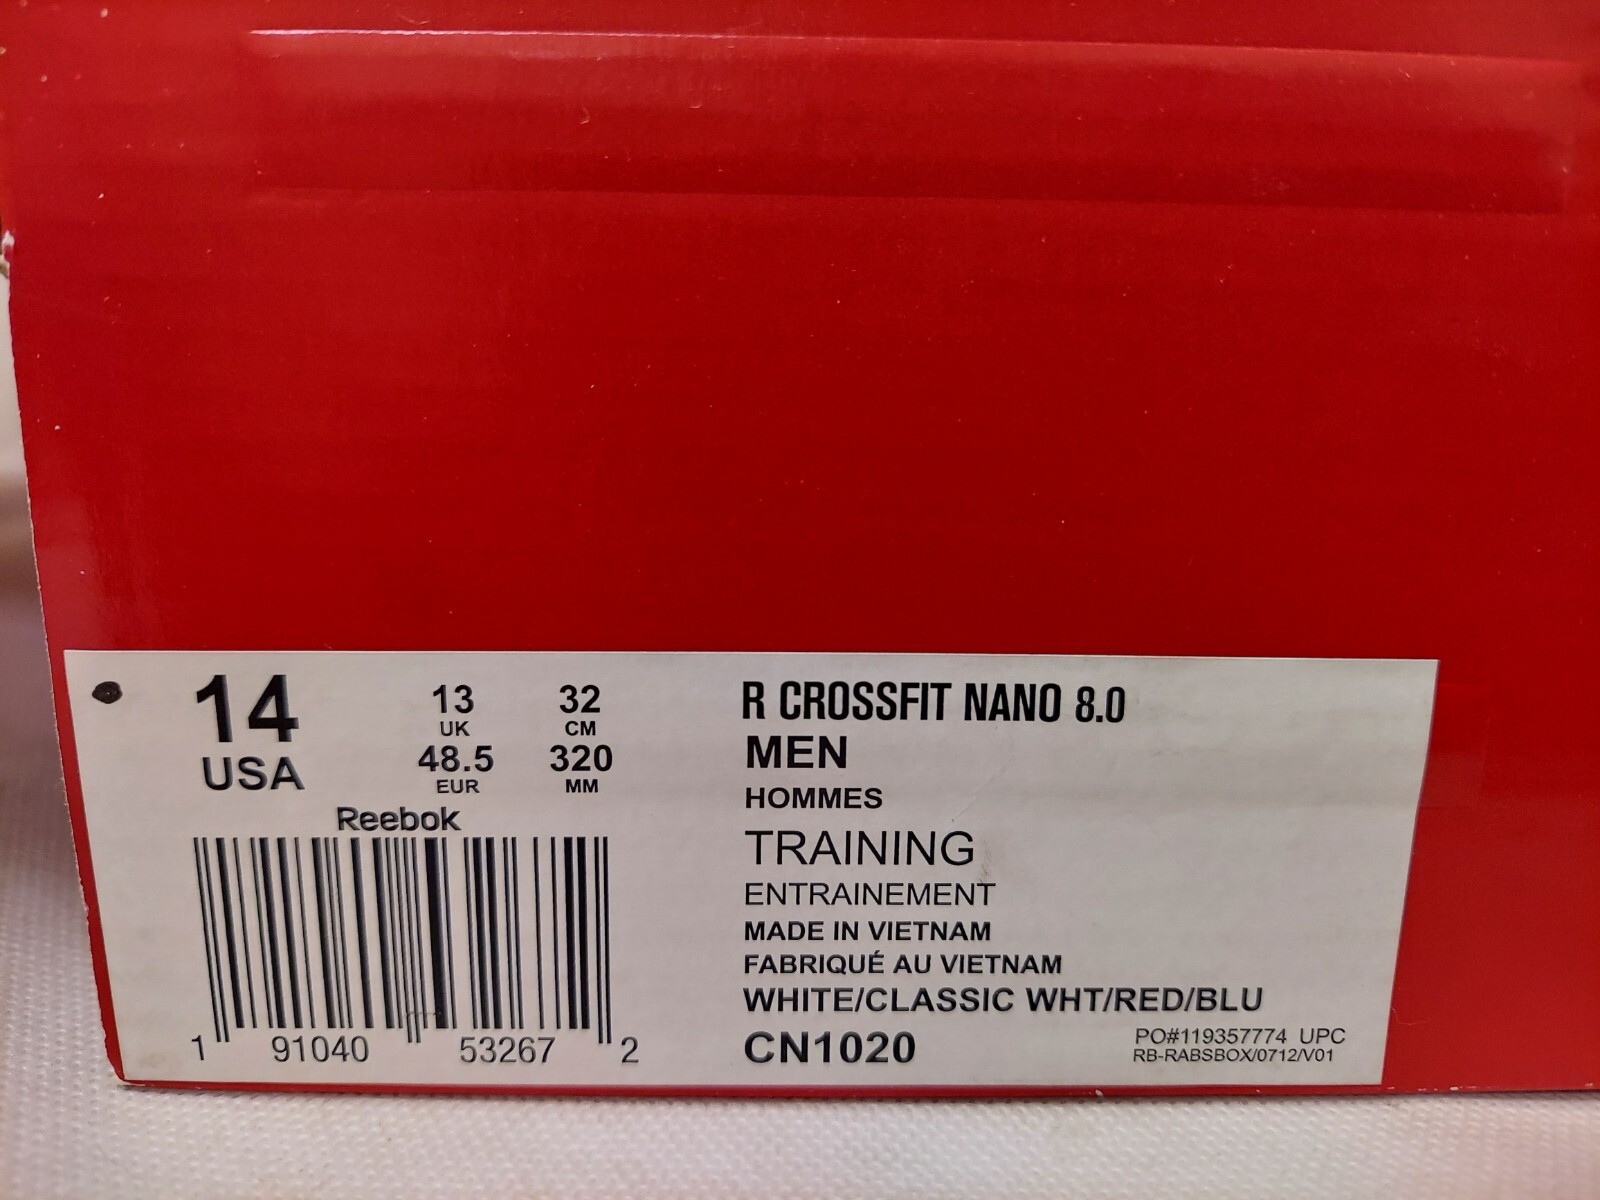 14
USA
13
UK
48.5
EUR
32
CM
320
MM
Reebok
1 91040 53267 2
R CROSSFIT NANO 8.0
MEN
HOMMES
TRAINING
ENTRAINEMENT
MADE IN VIETNAM
FABRIQUÉ AU VIETNAM
WHITE/CLASSIC WHT/RED/BLU
CN1020
PO#119357774 UPC
RB-RABSBOX/0712/V01